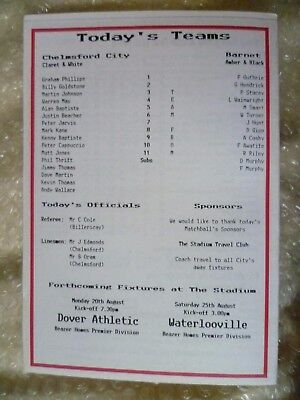 Today's Teams
Chelmsford City Barnet
Claret & White Amber & Black
Graham Phillips 1 P Guthrie
Billy Goldstone 2 G Hendrick
Martin Johnson 3 T P Stacey
Warren May 4 E L Wainwright
Alan Baptiste 5 A M Smart
Justin Beecher 6 M W Turner
Peter Jarvis 7 J Hunt
Mark Kane 8 F D Gipp
Kenny Baptiste 9 E A Cosby
Peter Cappuccio 10 O F Awatife
Matt Jones 11 M R Riley
Phil Thrift Subs D Murphy
Kevin Thomas F Murphy
Jimmy Thomas
Dave Martin
Kevin Thomas
Andy Wallace
Today's Officials Sponsors
Referee: Mr C Cole We would like to thank today's
(Billericay) Matchball's Sponsors
Linesmen: Mr J Edmonds The Stadium Travel Club
(Chelmsford)
Mr B Oram Coach travel to all City's
(Chelmsford) away fixtures
Forthcoming Fixtures at The Stadium
Monday 20th August Saturday 25th August
Kick-off 7.30pm Kick-off 3.00pm
Dover Athletic Waterlooville
Beazer Homes Premier Division Beazer Homes Premier Division